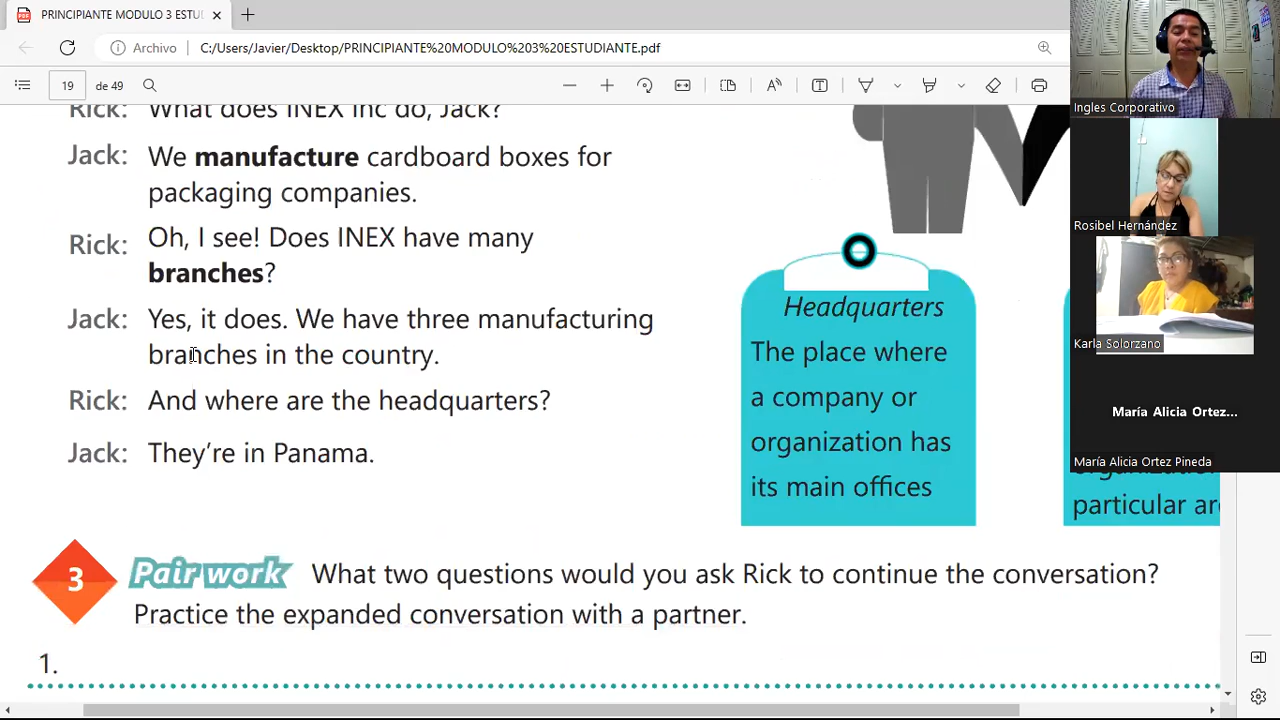 PRINCIPIANTE MODULO 3 ESTU
Archivo
C:/Users/Javier/Desktop/PRINCIPIANTE%20MODULO%203%20ESTUDIANTE.pdf
19 de 49
Rick: What does INEX Inc do, Jack?
Jack: We manufacture cardboard boxes for
packaging companies.
Rick: Oh, I see! Does INEX have many
branches?
Jack: Yes, it does. We have three manufacturing
branches in the country.
Rick: And where are the headquarters?
Jack: They're in Panama.
Headquarters
The place where
a company or
organization has
its main offices
particular ar
3 Pair work What two questions would you ask Rick to continue the conversation?
Practice the expanded conversation with a partner.
1.
Ingles Corporativo
Rosibel Hernández
Karla Solorzano
María Alicia Ortez...
María Alicia Ortez Pineda